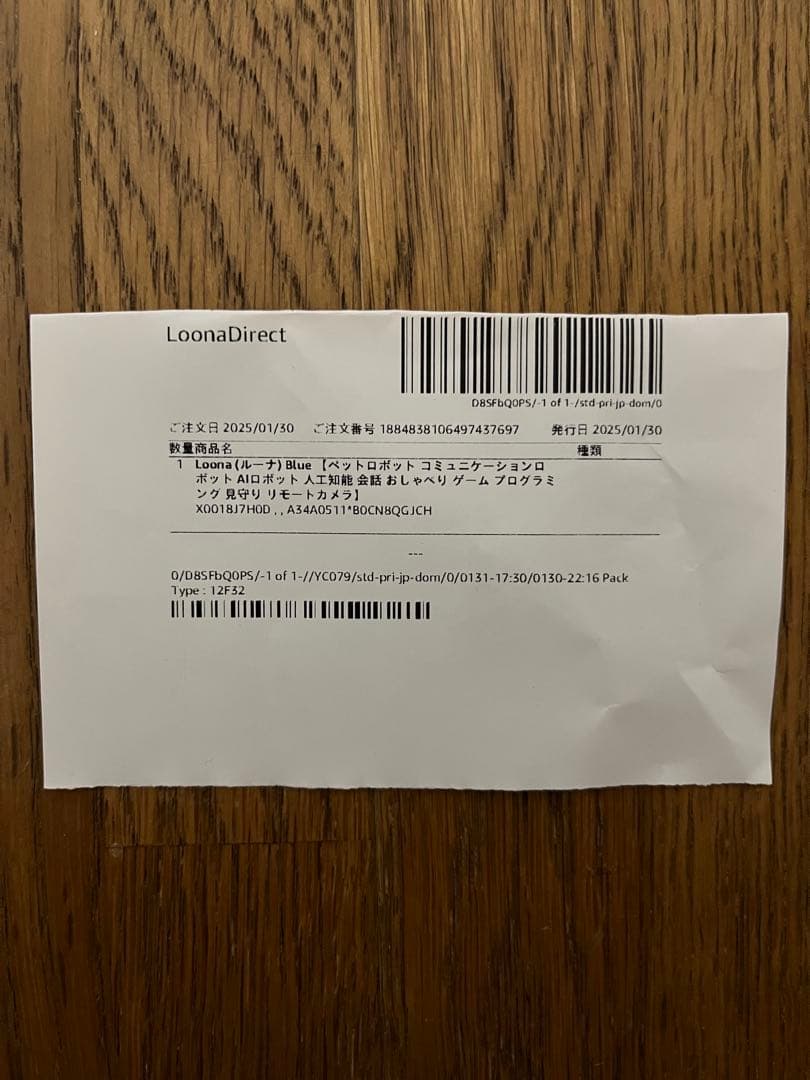 LoonaDirect
D8SFbQ0PS/-1 of 1-/std-pri-jp-dom/0
ご注文日 2025/01/30 ご注文番号 1884838106497437697 発行日 2025/01/30
数量商品名 種類
1 Loona (ルーナ) Blue 【ペットロボット コミュニケーションロ
ボット AIロボット 人工知能 会話 おしゃべり ゲーム プログラミ
ング 見守り リモートカメラ】
X0018J7H0D , , A34A0511*B0CN8QGJCH
---
0/D8SFbQ0PS/-1 of 1-//YC079/std-pri-jp-dom/0/0131-17:30/0130-22:16 Pack
Type : 12F32